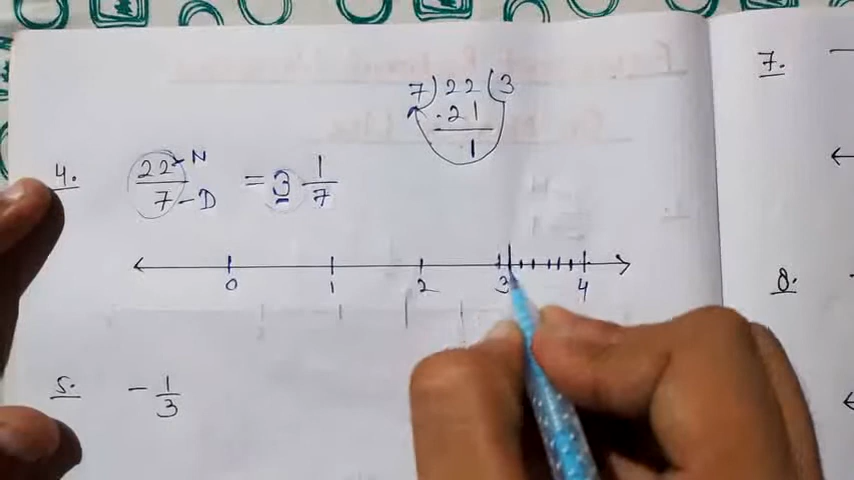 7) 22 (3
21
1
4. 22/7 - N - D = 3 1/7
0 1 2 3 4
5. - 1/3
7.
8.